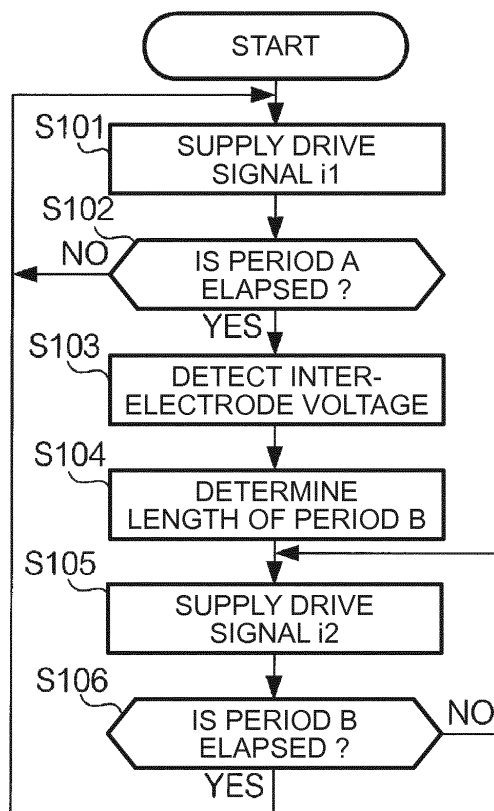 START
S101
SUPPLY DRIVE
SIGNAL i1
S102
NO
IS PERIOD A
ELAPSED ?
YES
S103
DETECT INTER-
ELECTRODE VOLTAGE
S104
DETERMINE
LENGTH OF PERIOD B
S105
SUPPLY DRIVE
SIGNAL i2
S106
IS PERIOD B
ELAPSED ?
NO
YES